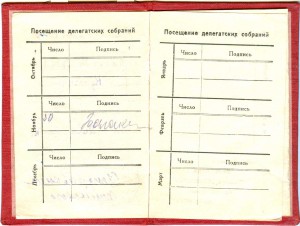 Посещение делегатских собраний
Октябрь
Число Подпись
Ноябрь
Число Подпись
30
Декабрь
Число Подпись
Посещение делегатских собраний
Январь
Число Подпись
Февраль
Число Подпись
Март
Число Подпись